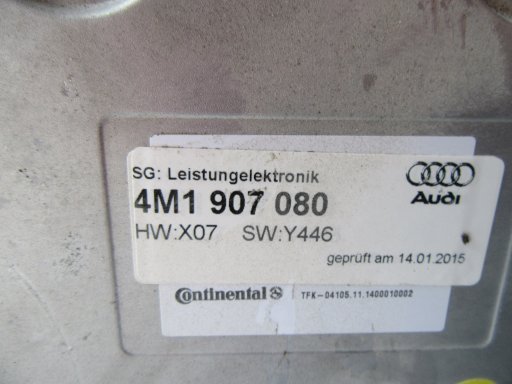 SG: Leistungelektronik
4M1 907 080
Audi
HW:X07 SW:Y446
geprüft am 14.01.2015
Continental
TFK-04105.11.1400010002